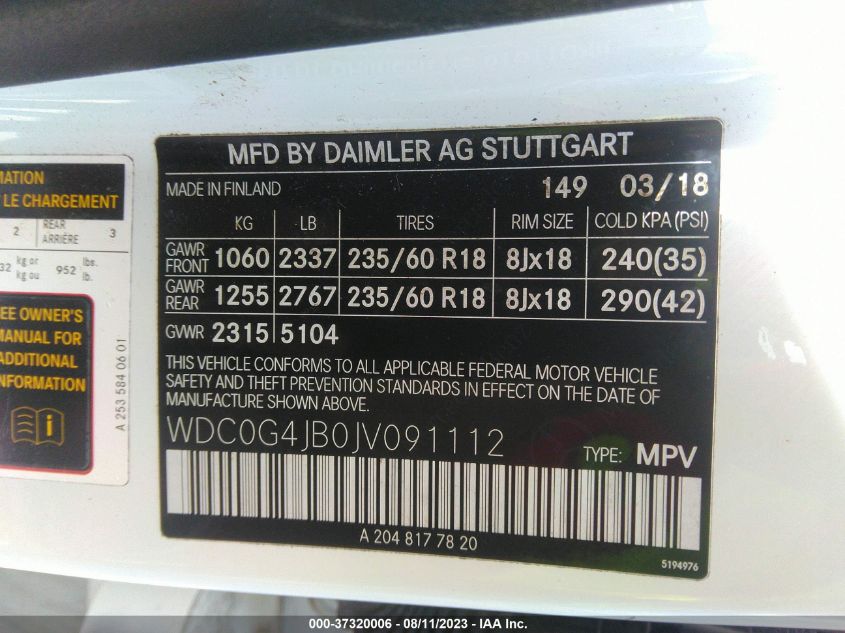 MATION
LE CHARGEMENT
2 REAR ARRIÈRE 3
kg or kg ou 952 lbs. lb.
EE OWNER'S
MANUAL FOR
ADDITIONAL
INFORMATION
A 253 584 06 01
MFD BY DAIMLER AG STUTTGART
MADE IN FINLAND 149 03/18
KG LB TIRES RIM SIZE COLD KPA (PSI)
GAWR FRONT 1060 2337 235/60 R18 8Jx18 240(35)
GAWR REAR 1255 2767 235/60 R18 8Jx18 290(42)
GVWR 2315 5104
THIS VEHICLE CONFORMS TO ALL APPLICABLE FEDERAL MOTOR VEHICLE
SAFETY AND THEFT PREVENTION STANDARDS IN EFFECT ON THE DATE OF
MANUFACTURE SHOWN ABOVE.
WDC0G4JB0JV091112
TYPE: MPV
A 204 817 78 20
5194976
000-37320006 - 08/11/2023 - IAA Inc.